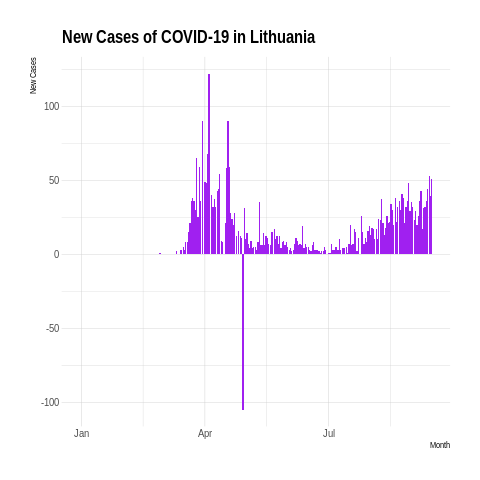 New Cases of COVID-19 in Lithuania
New Cases
100
50
0
-50
-100
Jan Apr Jul
Month